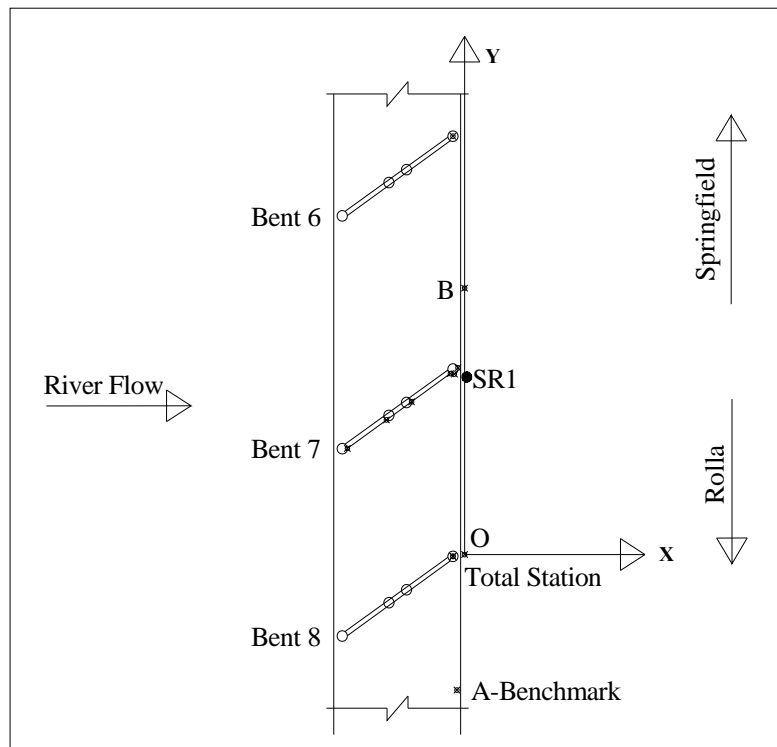 Y
Springfield
Bent 6
B
River Flow
SR1
Bent 7
Rolla
O
X
Total Station
Bent 8
A-Benchmark